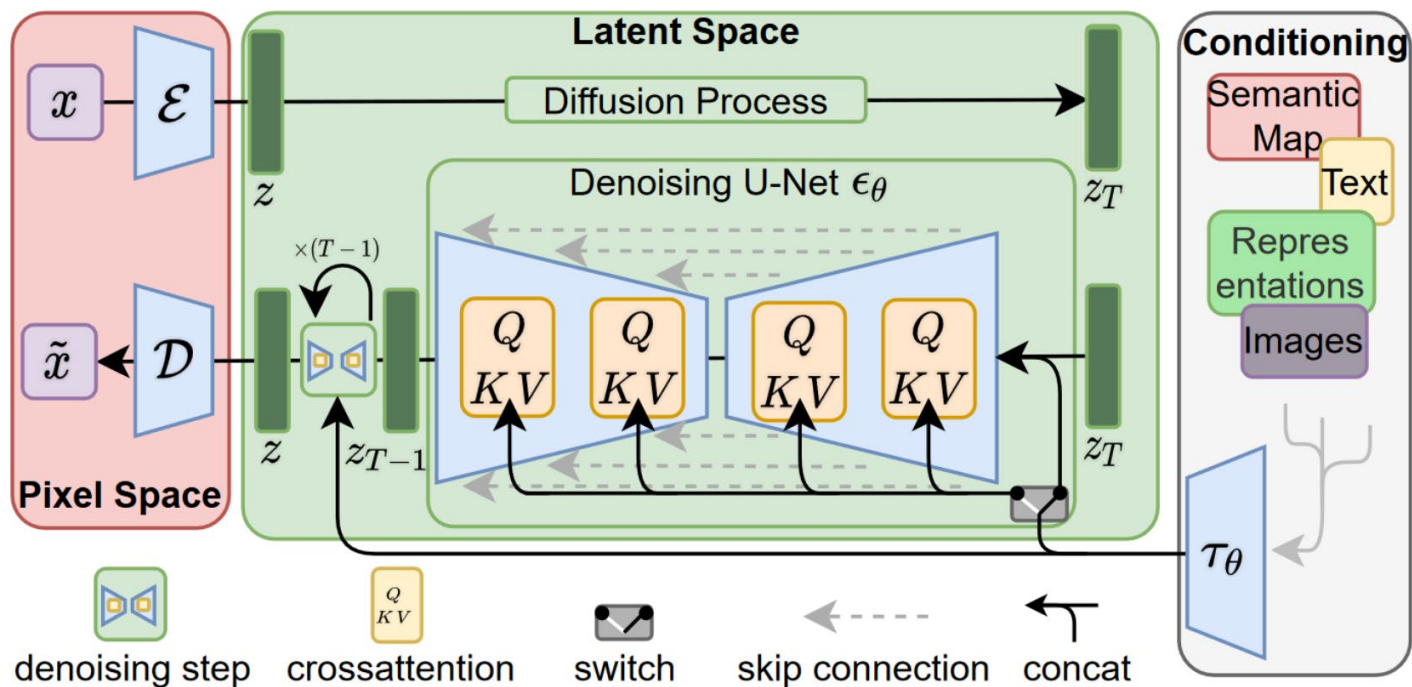 Latent Space
Conditioning
x
ℰ
z
Diffusion Process
z_T
Semantic
Map
Text
Repres
entations
Images
Denoising U-Net ϵ_θ
×(T − 1)
x̃
𝒟
z
z_{T−1}
Q
K V
Q
K V
Q
K V
Q
K V
z_T
Pixel Space
τ_θ
Q
K V
denoising step
crossattention
switch
skip connection
concat